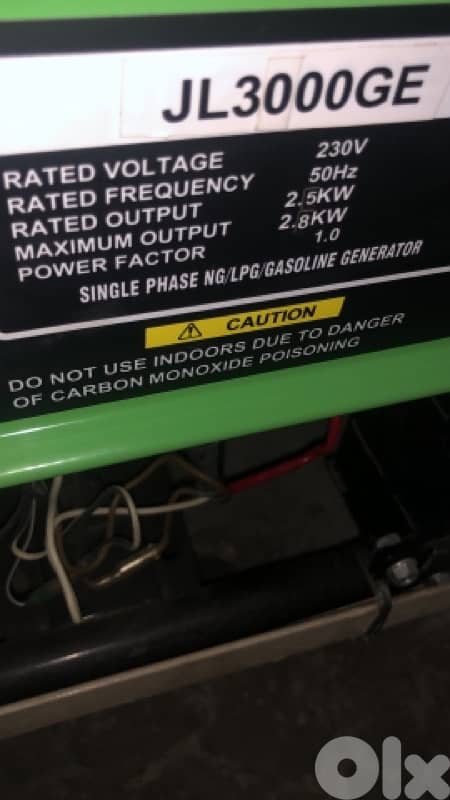 JL3000GE
RATED VOLTAGE 230V
RATED FREQUENCY 50Hz
RATED OUTPUT 2.5KW
MAXIMUM OUTPUT 2.8KW
POWER FACTOR 1.0
SINGLE PHASE NG/LPG/GASOLINE GENERATOR
CAUTION
DO NOT USE INDOORS DUE TO DANGER
OF CARBON MONOXIDE POISONING
OLX